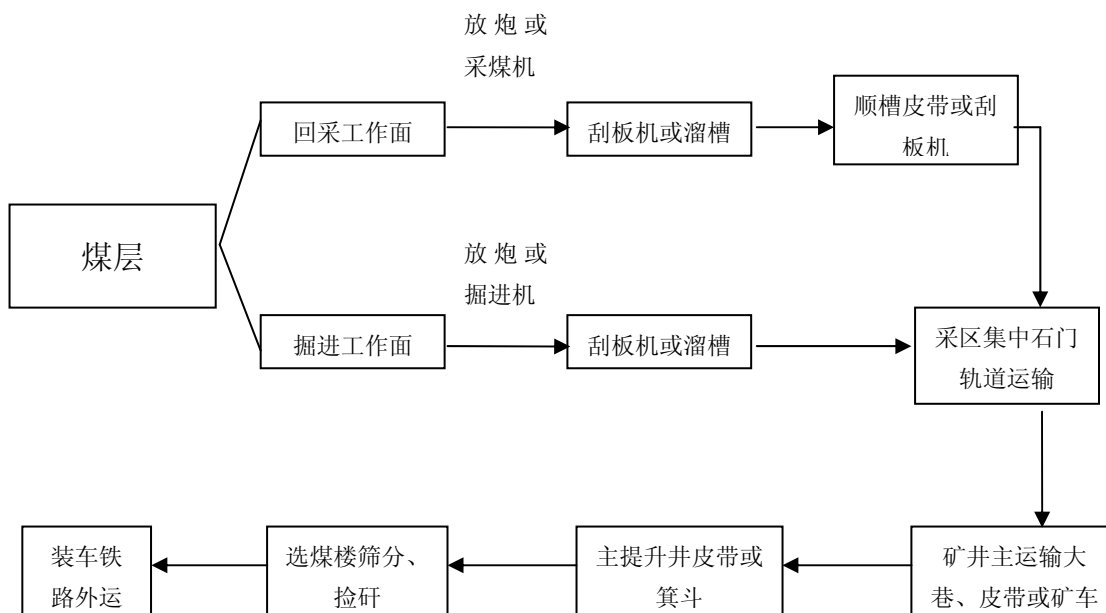 放 炮 或
采煤机
回采工作面
刮板机或溜槽
顺槽皮带或刮
板机
煤层
放 炮 或
掘进机
掘进工作面
刮板机或溜槽
采区集中石门
轨道运输
装车铁
路外运
选煤楼筛分、
捡矸
主提升井皮带或
箕斗
矿井主运输大
巷、皮带或矿车